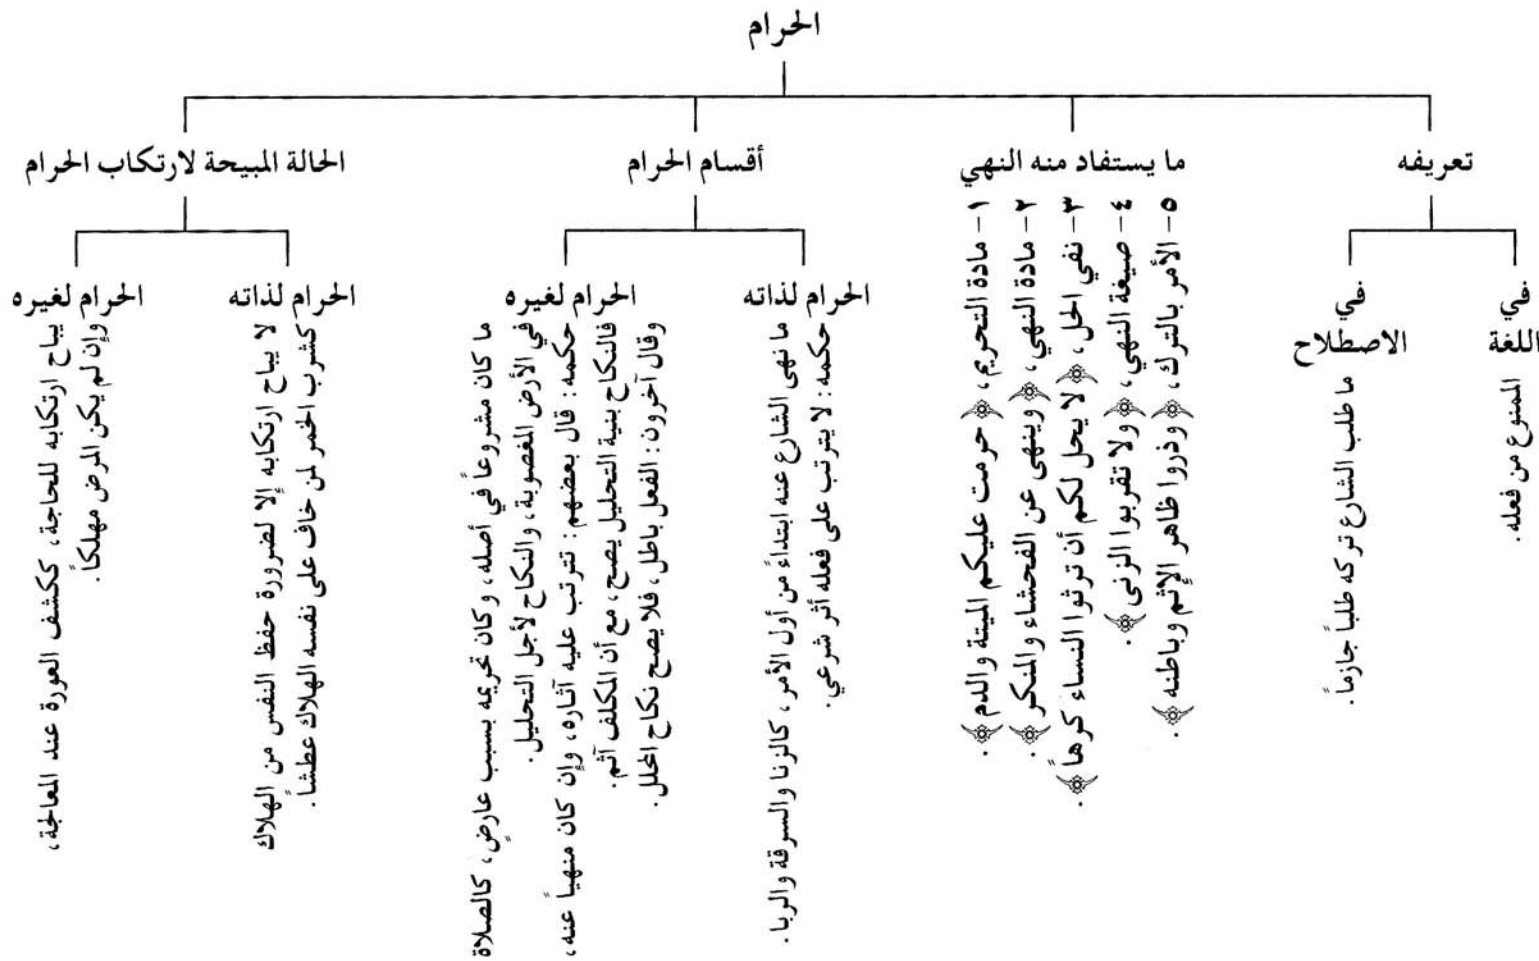 الحرام
تعريفه
في
اللغة
الممنوع من فعله.
في
الاصطلاح
ما طلب الشارع تركه طلباً جازماً.
ما يستفاد منه النهي
١ – مادة التحريم، ﴿حرمت عليكم الميتة والدم﴾.
٢ – مادة النهي، ﴿وينهى عن الفحشاء والمنكر﴾.
٣ – نفي الحل، ﴿لا يحل لكم أن ترثوا النساء كرهاً﴾.
٤ – صيغة النهي، ﴿ولا تقربوا الزنى﴾.
٥ – الأمر بالترك، ﴿وذروا ظاهر الإثم وباطنه﴾.
أقسام الحرام
الحرام لذاته
ما نهى الشارع عنه ابتداءً من أول الأمر، كالزنا والسرقة والربا.
حكمه: لا يترتب على فعله أثر شرعي.
الحرام لغيره
ما كان مشروعاً في أصله، وكان تحريمه بسبب عارضٍ، كالصلاة
في الأرض المغصوبة، والنكاح لأجل التحليل.
حكمه: قال بعضهم: تترتب عليه آثاره، وإن كان منهياً عنه،
فالنكاح بنية التحليل يصح، مع أن المكلف آثم.
وقال آخرون: الفعل باطل، فلا يصح نكاح المحلل.
الحالة المبيحة لارتكاب الحرام
الحرام لذاته
لا يباح ارتكابه إلا لضرورة حفظ النفس من الهلاك
كشرب الخمر لمن خاف على نفسه الهلاك عطشاً.
الحرام لغيره
يباح ارتكابه للحاجة، ككشف العورة عند المعالجة،
وإن لم يكن المرض مهلكاً.